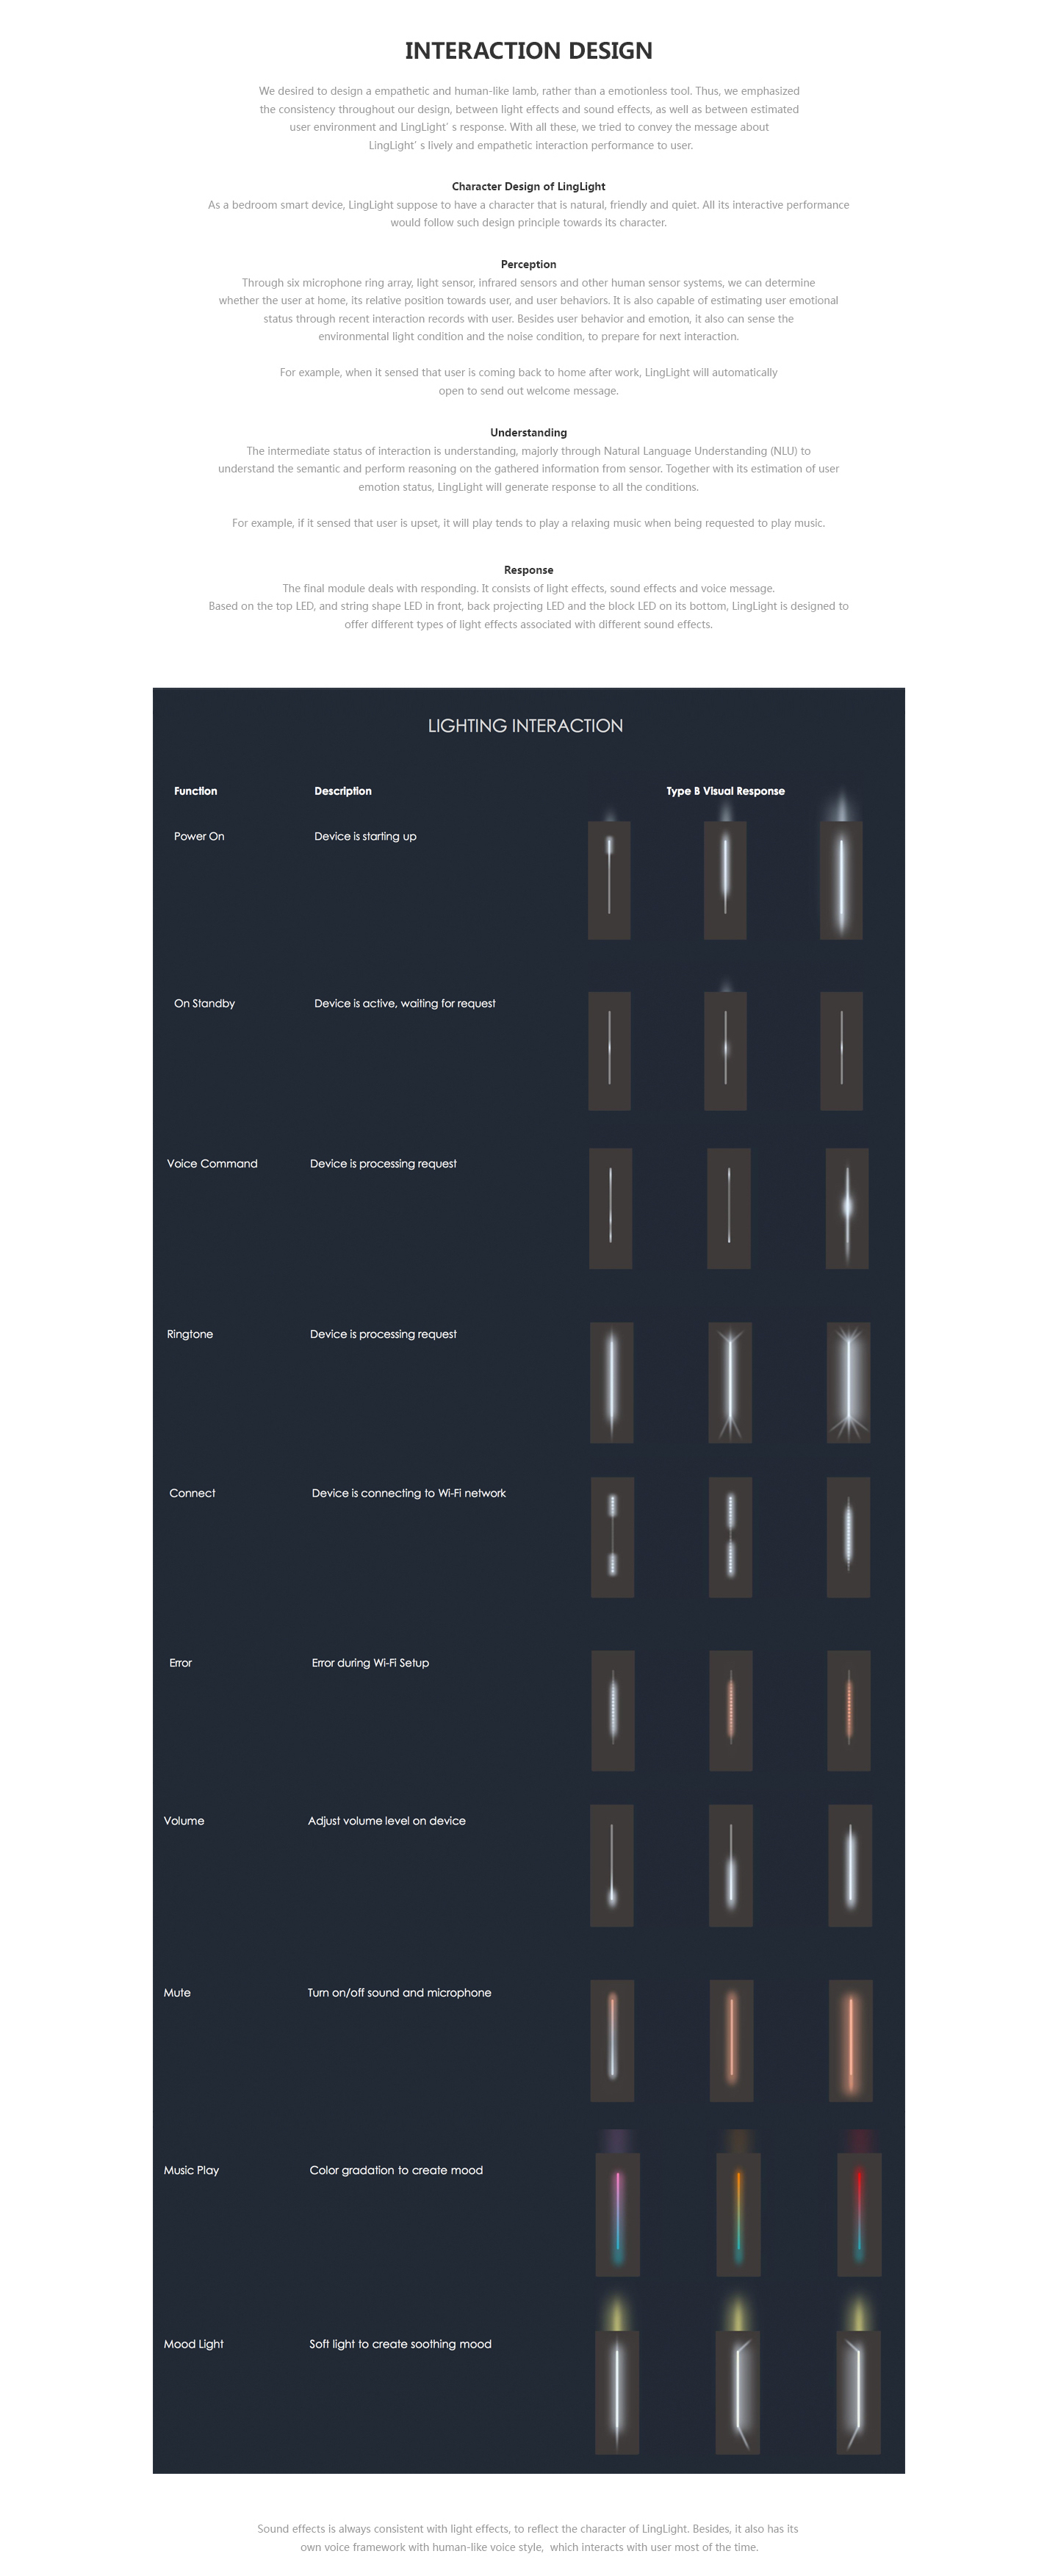 INTERACTION DESIGN
We desired to design a empathetic and human-like lamb, rather than a emotionless tool. Thus, we emphasized
the consistency throughout our design, between light effects and sound effects, as well as between estimated
user environment and LingLight' s response. With all these, we tried to convey the message about
LingLight' s lively and empathetic interaction performance to user.
Character Design of LingLight
As a bedroom smart device, LingLight suppose to have a character that is natural, friendly and quiet. All its interactive performance
would follow such design principle towards its character.
Perception
Through six microphone ring array, light sensor, infrared sensors and other human sensor systems, we can determine
whether the user at home, its relative position towards user, and user behaviors. It is also capable of estimating user emotional
status through recent interaction records with user. Besides user behavior and emotion, it also can sense the
environmental light condition and the noise condition, to prepare for next interaction.
For example, when it sensed that user is coming back to home after work, LingLight will automatically
open to send out welcome message.
Understanding
The intermediate status of interaction is understanding, majorly through Natural Language Understanding (NLU) to
understand the semantic and perform reasoning on the gathered information from sensor. Together with its estimation of user
emotion status, LingLight will generate response to all the conditions.
For example, if it sensed that user is upset, it will play tends to play a relaxing music when being requested to play music.
Response
The final module deals with responding. It consists of light effects, sound effects and voice message.
Based on the top LED, and string shape LED in front, back projecting LED and the block LED on its bottom, LingLight is designed to
offer different types of light effects associated with different sound effects.
LIGHTING INTERACTION
Function Description Type B Visual Response
Power On Device is starting up
On Standby Device is active, waiting for request
Voice Command Device is processing request
Ringtone Device is processing request
Connect Device is connecting to Wi-Fi network
Error Error during Wi-Fi Setup
Volume Adjust volume level on device
Mute Turn on/off sound and microphone
Music Play Color gradation to create mood
Mood Light Soft light to create soothing mood
Sound effects is always consistent with light effects, to reflect the character of LingLight. Besides, it also has its
own voice framework with human-like voice style, which interacts with user most of the time.